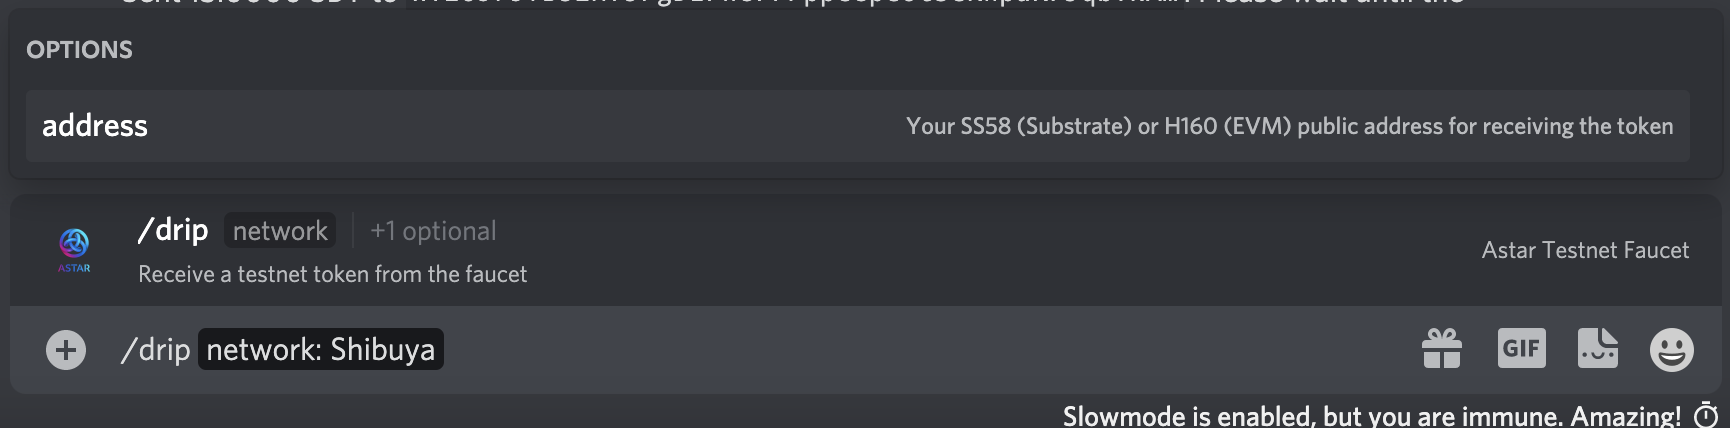 OPTIONS
address
Your SS58 (Substrate) or H160 (EVM) public address for receiving the token
/drip network +1 optional
ASTAR
Receive a testnet token from the faucet
Astar Testnet Faucet
/drip network: Shibuya
GIF
Slowmode is enabled, but you are immune. Amazing!